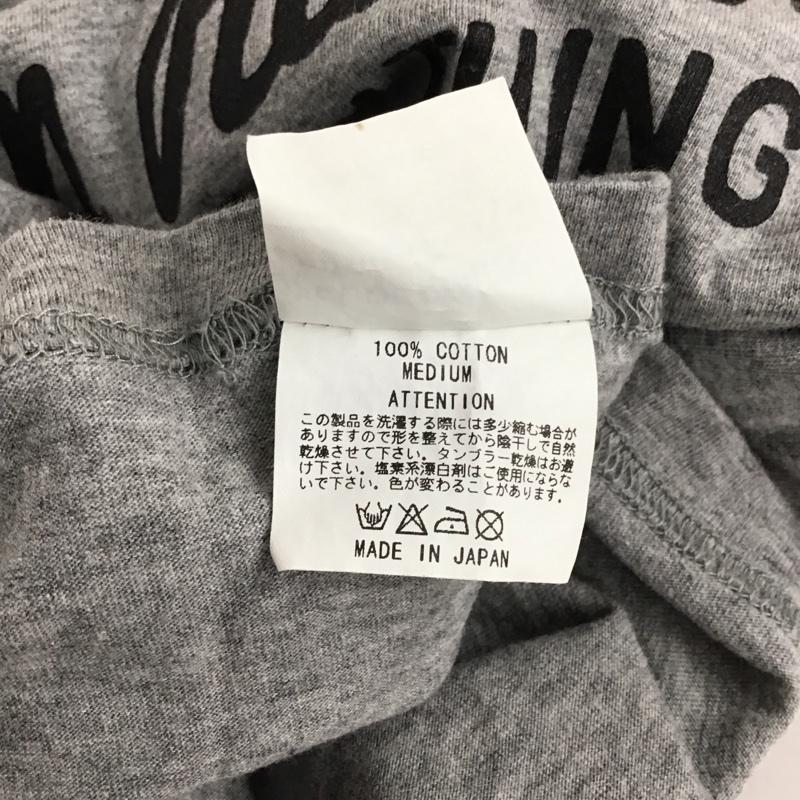 THING
100% COTTON
MEDIUM
ATTENTION
この製品を洗濯する際には多少縮む場合が
ありますので形を整えてから陰干しで自然
乾燥させて下さい。タンブラー乾燥はお避
け下さい。塩素系漂白剤はご使用にならな
いで下さい。色が変わることがあります。
MADE IN JAPAN